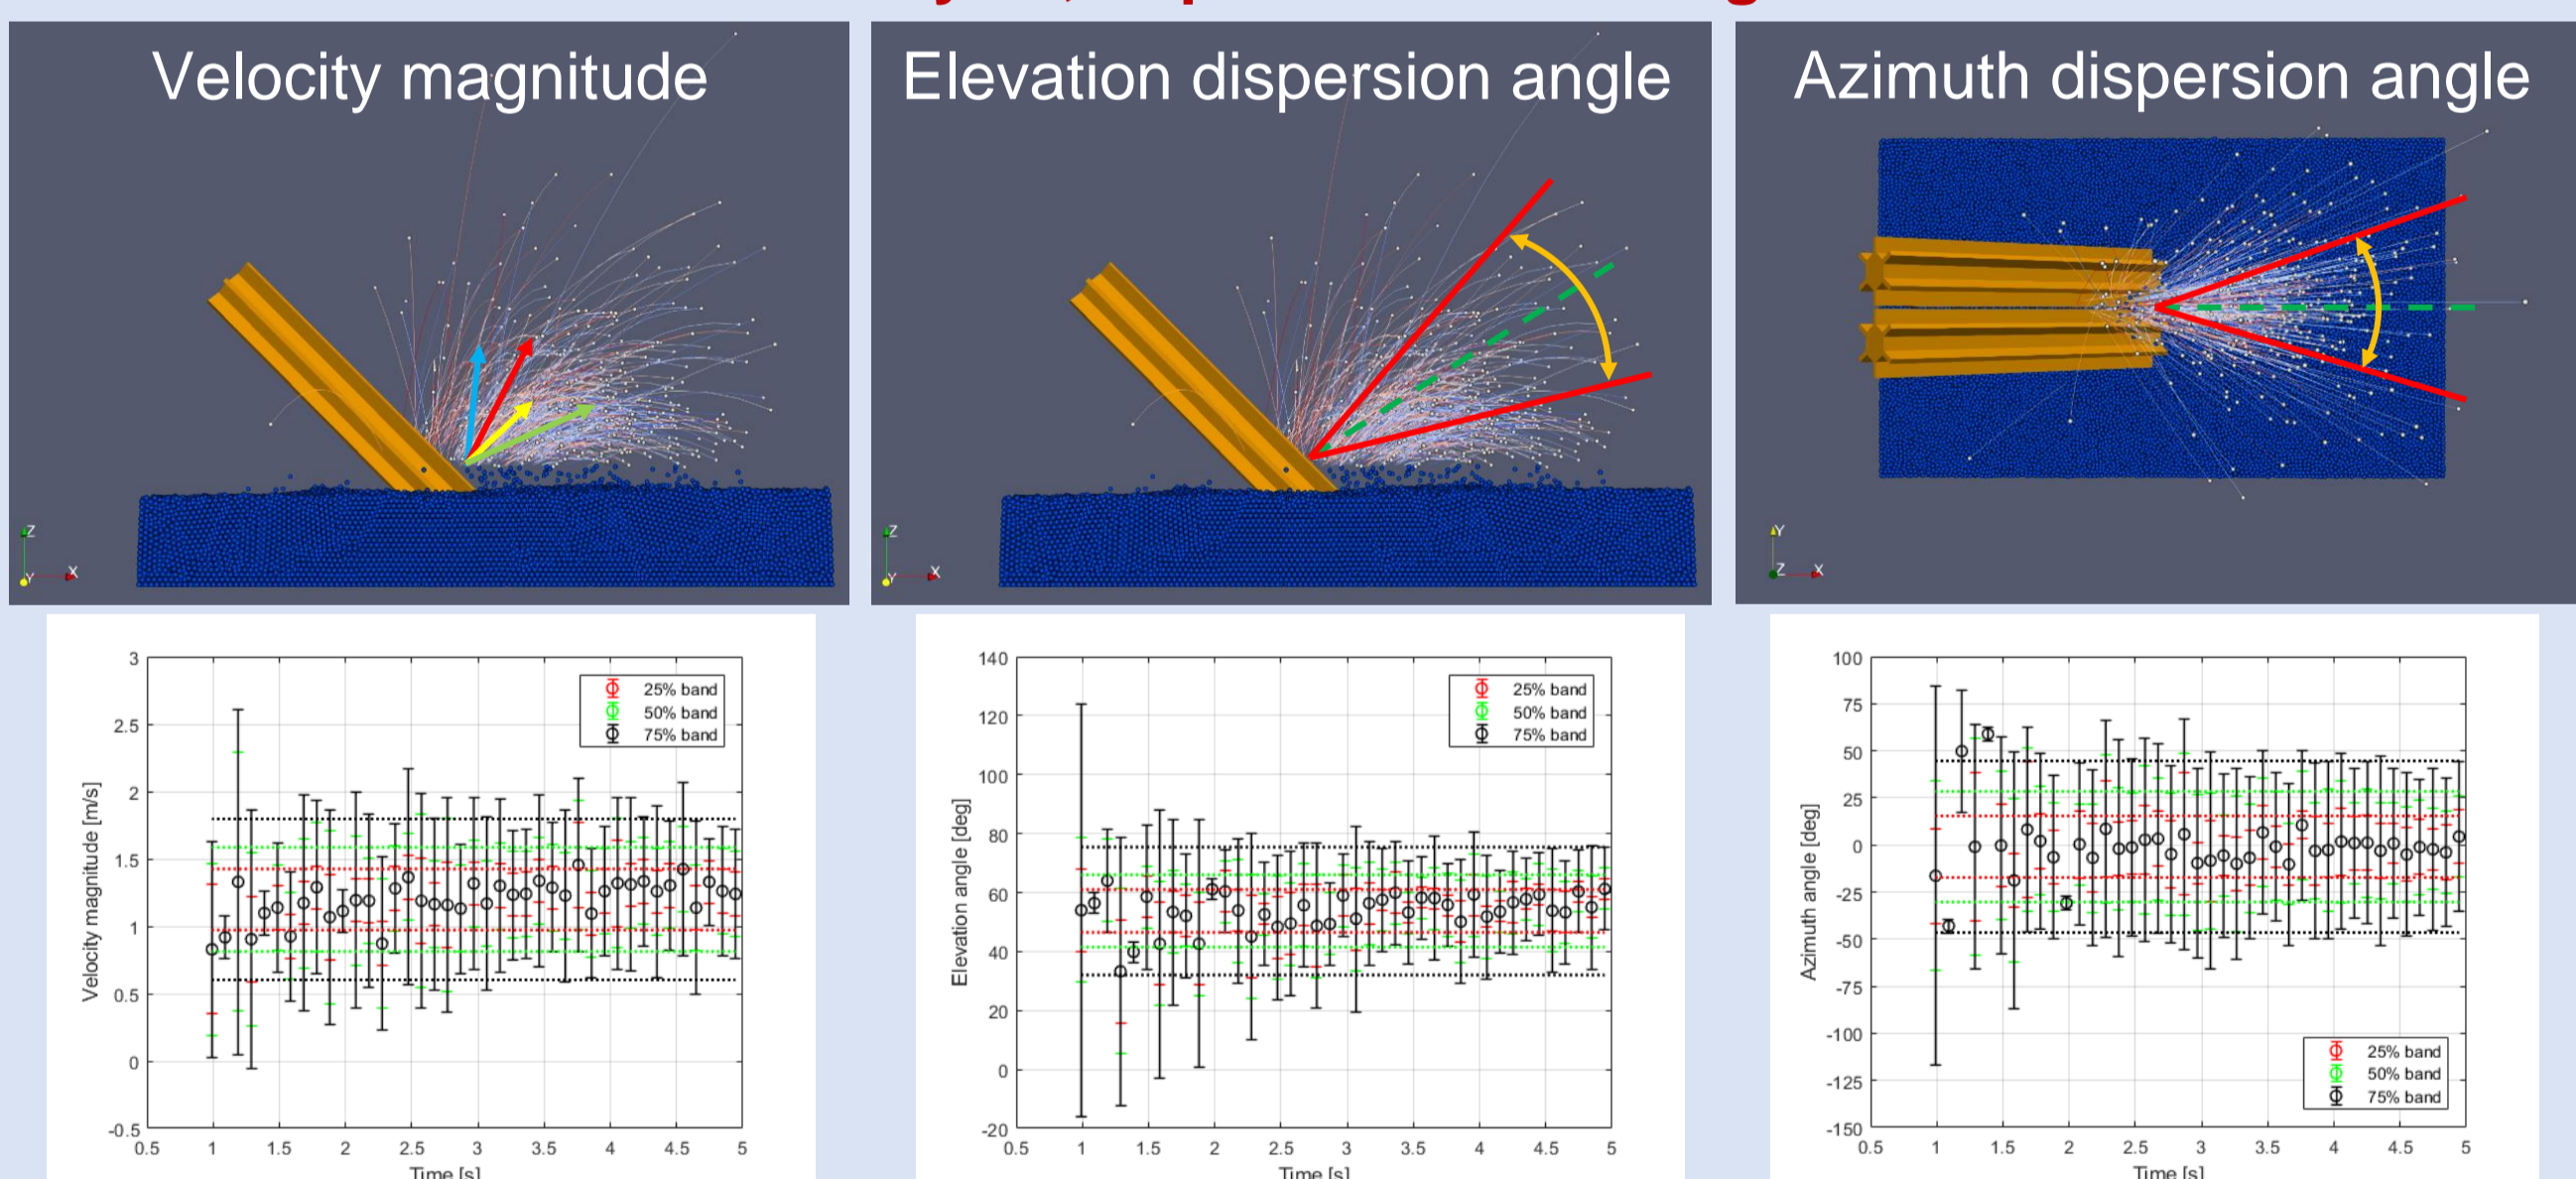 Velocity magnitude
Elevation dispersion angle
Azimuth dispersion angle
Z
Y
X
Z
Y
X
Y
Z
X
3
2.5
2
1.5
1
0.5
0
-0.5
Velocity magnitude [m/s]
25% band
50% band
75% band
0.5 1 1.5 2 2.5 3 3.5 4 4.5 5
Time [s]
140
120
100
80
60
40
20
0
-20
Elevation angle [deg]
25% band
50% band
75% band
0.5 1 1.5 2 2.5 3 3.5 4 4.5 5
Time [s]
100
75
50
25
0
-25
-50
-75
-100
-125
-150
Azimuth angle [deg]
25% band
50% band
75% band
0.5 1 1.5 2 2.5 3 3.5 4 4.5 5
Time [s]